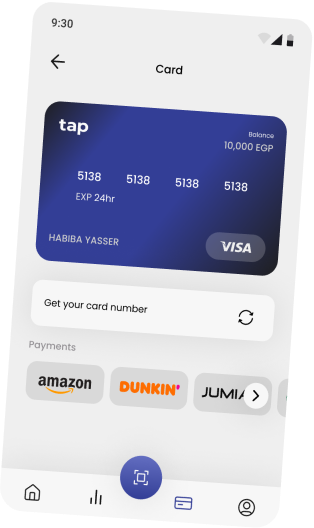 9:30
Card
tap
Balance
10,000 EGP
5138 5138 5138 5138
EXP 24hr
HABIBA YASSER
VISA
Get your card number
Payments
amazon
DUNKIN'
JUMIA